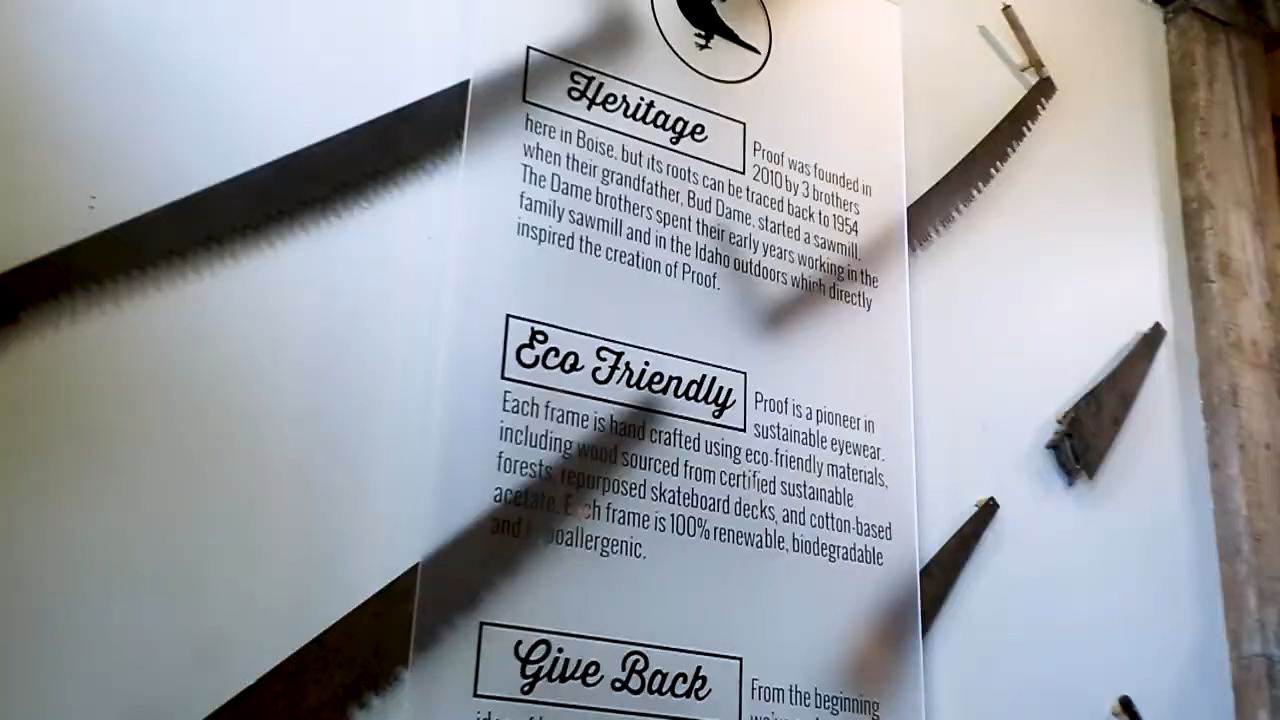 Heritage
Proof was founded in
2010 by 3 brothers
here in Boise, but its roots can be traced back to 1954
when their grandfather, Bud Dame, started a sawmill.
The Dame brothers spent their early years working in the
family sawmill and in the Idaho outdoors which directly
inspired the creation of Proof.
Eco Friendly
Proof is a pioneer in
sustainable eyewear.
Each frame is hand crafted using eco-friendly materials,
including wood sourced from certified sustainable
forests, repurposed skateboard decks, and cotton-based
acetate. Each frame is 100% renewable, biodegradable
and hypoallergenic.
Give Back
From the beginning